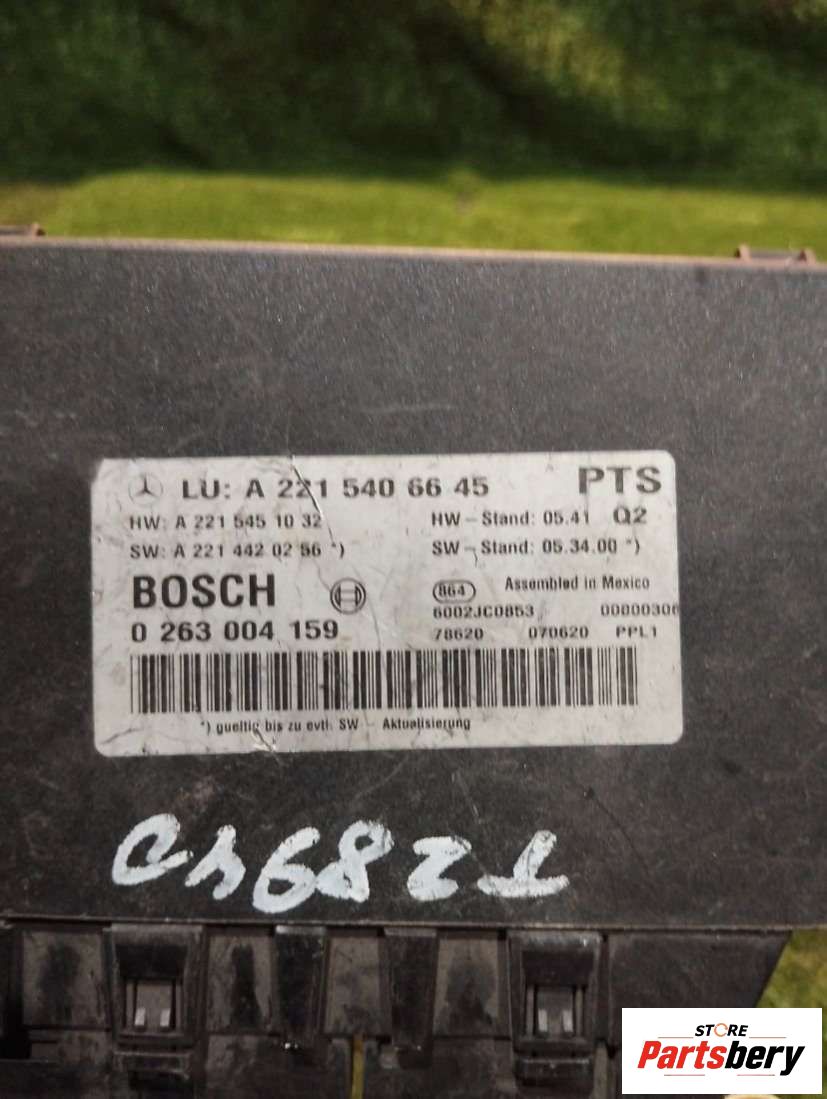 LU: A 221 540 66 45 PTS
HW: A 221 545 10 32 HW-Stand: 05.41 Q2
SW: A 221 442 02 56 *) SW-Stand: 05.34.00 *)
BOSCH 864 Assembled in Mexico
6002JC0853 00000306
0 263 004 159 78620 070620 PPL1
*) gueltig bis zu evtl. SW - Aktualisierung
STORE
Partsbery